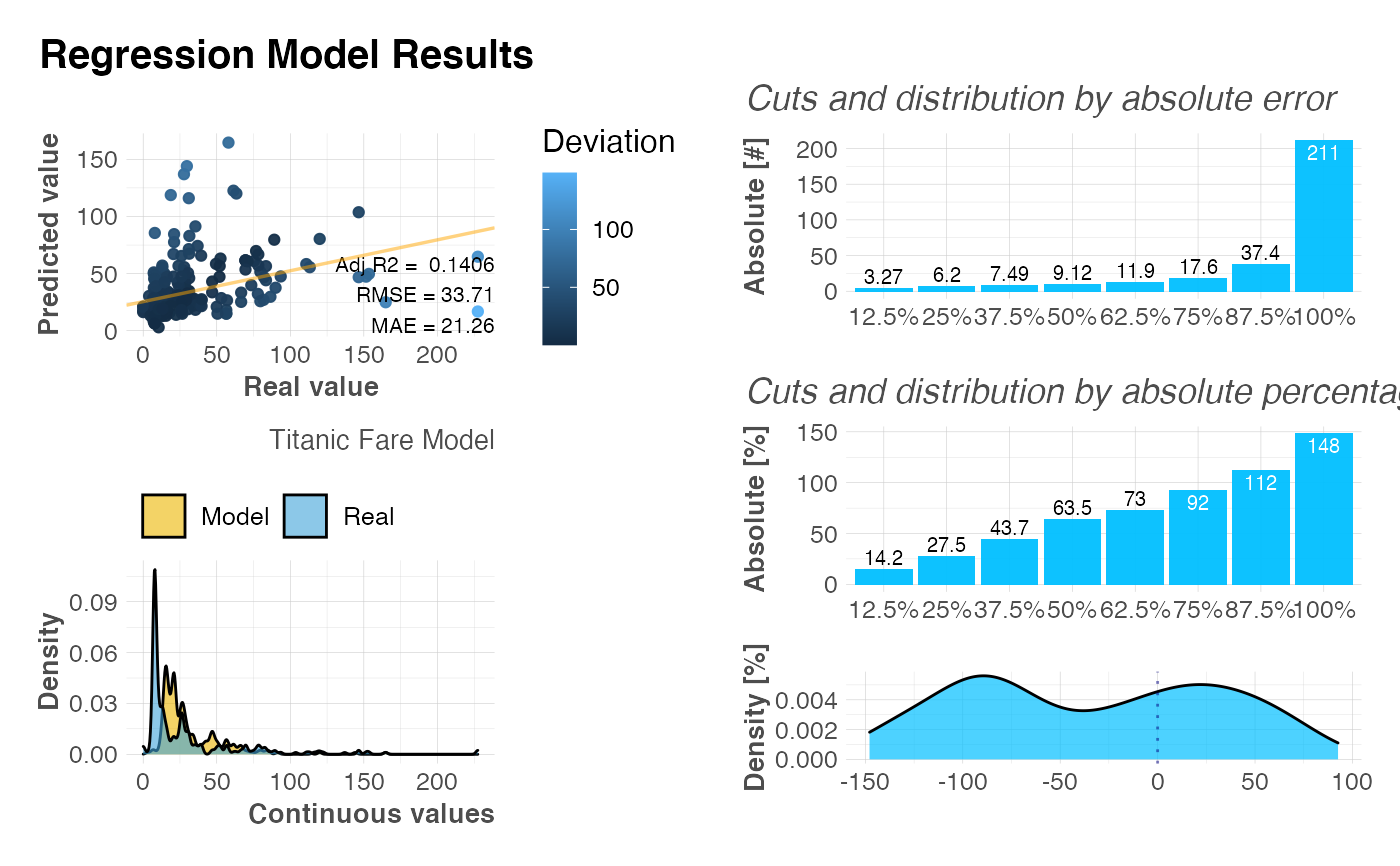 Regression Model Results
Predicted value
150
100
50
0
Adj R2 = 0.1406
RMSE = 33.71
MAE = 21.26
0 50 100 150 200
Real value
Deviation
100
50
Titanic Fare Model
Model Real
Density
0.09
0.06
0.03
0.00
0 50 100 150 200
Continuous values
Cuts and distribution by absolute error
Absolute [#]
200
150
100
50
0
3.27 6.2 7.49 9.12 11.9 17.6 37.4 211
12.5% 25% 37.5% 50% 62.5% 75% 87.5% 100%
Cuts and distribution by absolute percentag
Absolute [%]
150
100
50
0
14.2 27.5 43.7 63.5 73 92 112 148
12.5% 25% 37.5% 50% 62.5% 75% 87.5% 100%
Density [%]
0.004
0.002
0.000
-150 -100 -50 0 50 100